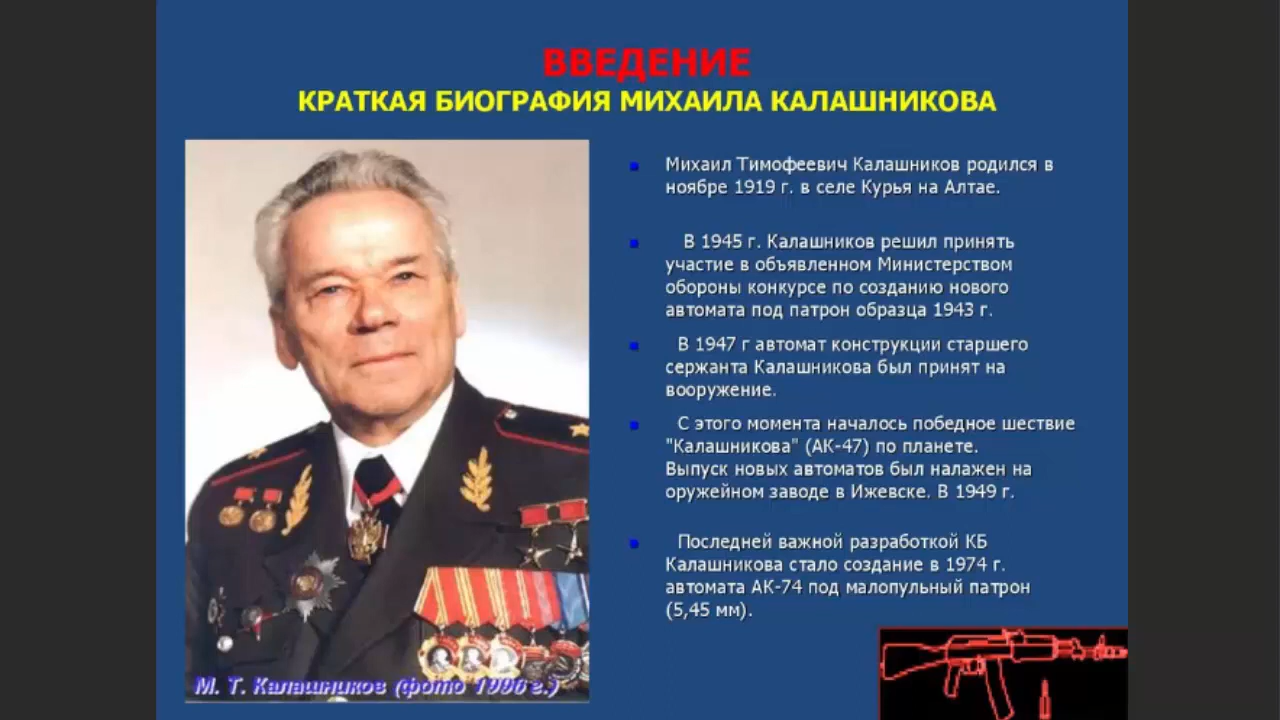 ВВЕДЕНИЕ
КРАТКАЯ БИОГРАФИЯ МИХАИЛА КАЛАШНИКОВА
Михаил Тимофеевич Калашников родился в
ноябре 1919 г. в селе Курья на Алтае.
В 1945 г. Калашников решил принять
участие в объявленном Министерством
обороны конкурсе по созданию нового
автомата под патрон образца 1943 г.
В 1947 г автомат конструкции старшего
сержанта Калашникова был принят на
вооружение.
С этого момента началось победное шествие
"Калашникова" (АК-47) по планете.
Выпуск новых автоматов был налажен на
оружейном заводе в Ижевске. В 1949 г.
Последней важной разработкой КБ
Калашникова стало создание в 1974 г.
автомата АК-74 под малопульный патрон
(5,45 мм).
М. Т. Калашников (фото 1996 г.)